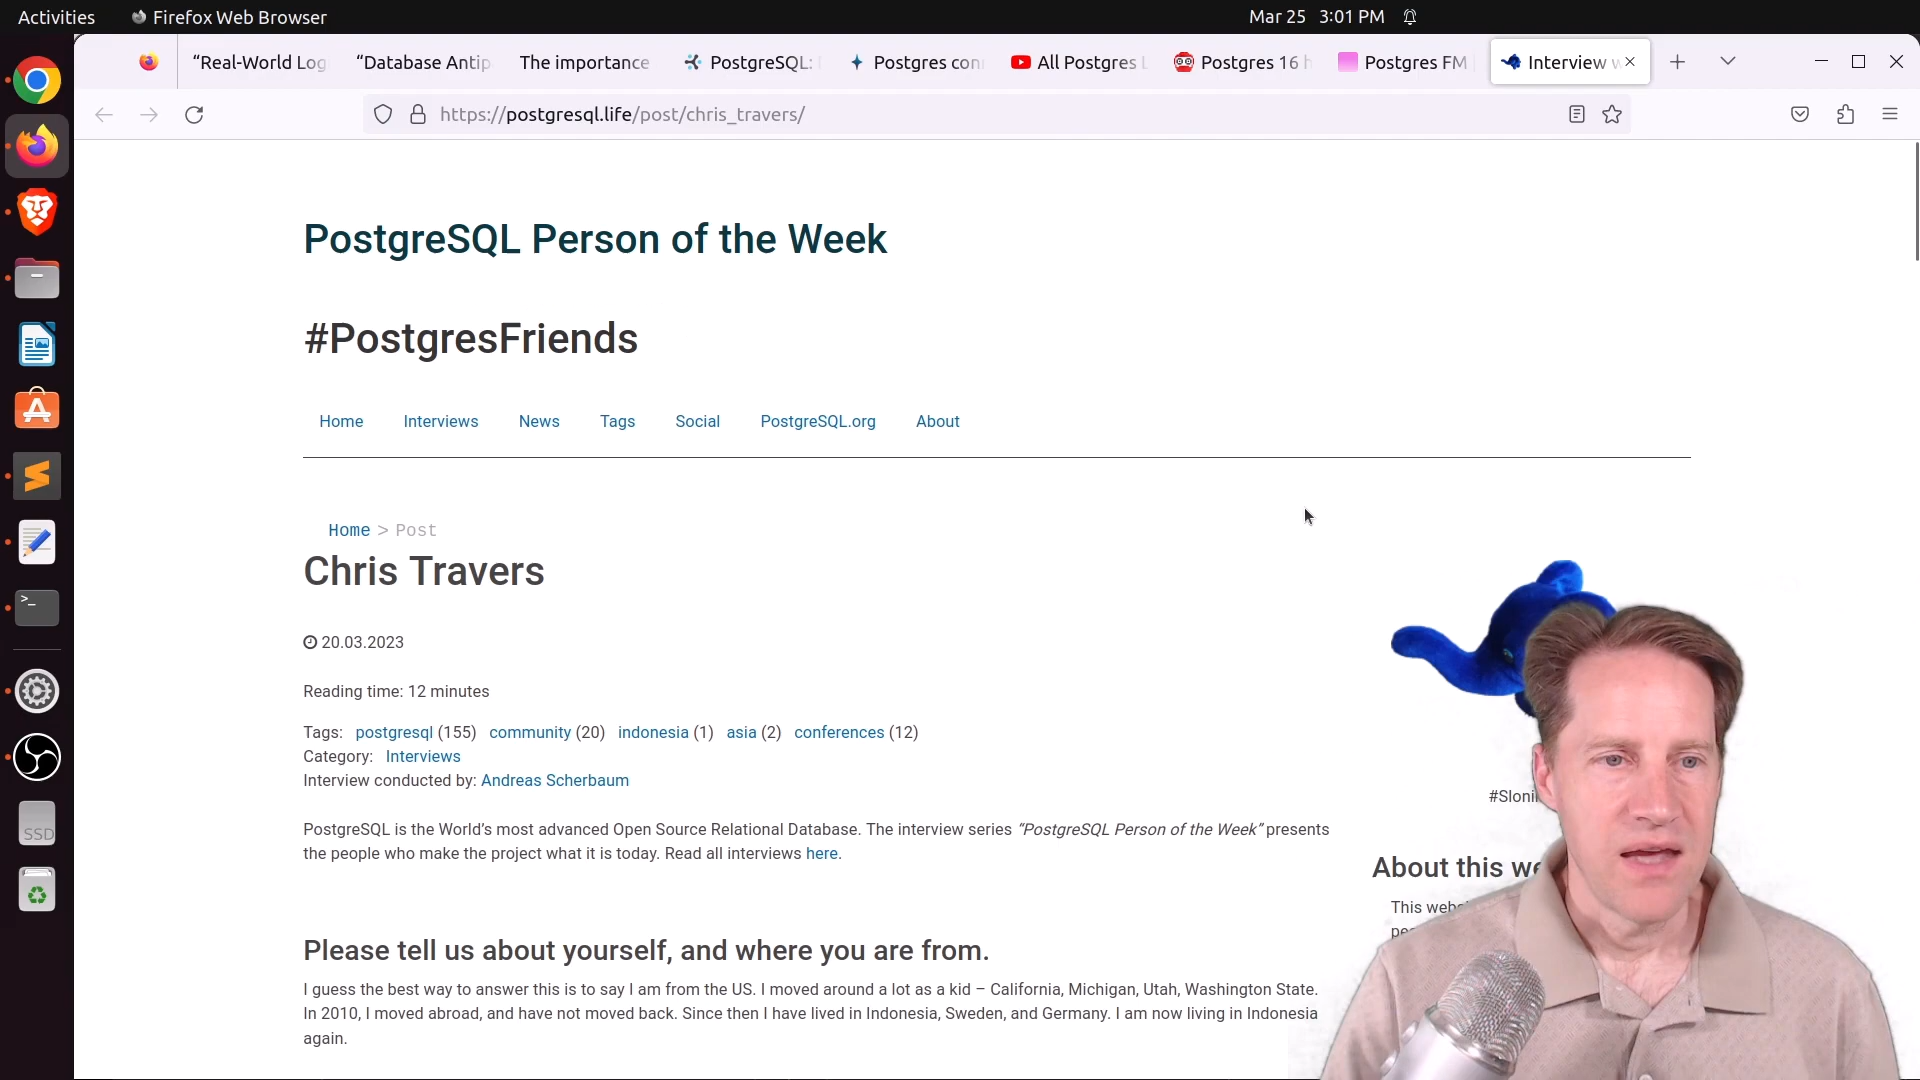 Activities Firefox Web Browser Mar 25 3:01 PM
“Real-World Log “Database Antip The importance PostgreSQL: Postgres con All Postgres Postgres 16 h Postgres FM Interview w
https://postgresql.life/post/chris_travers/
PostgreSQL Person of the Week
#PostgresFriends
Home Interviews News Tags Social PostgreSQL.org About
Home > Post
Chris Travers
20.03.2023
Reading time: 12 minutes
Tags: postgresql (155) community (20) indonesia (1) asia (2) conferences (12)
Category: Interviews
Interview conducted by: Andreas Scherbaum
#Sloni
PostgreSQL is the World’s most advanced Open Source Relational Database. The interview series “PostgreSQL Person of the Week” presents
the people who make the project what it is today. Read all interviews here.
About this we
This webs
pe
Please tell us about yourself, and where you are from.
I guess the best way to answer this is to say I am from the US. I moved around a lot as a kid – California, Michigan, Utah, Washington State.
In 2010, I moved abroad, and have not moved back. Since then I have lived in Indonesia, Sweden, and Germany. I am now living in Indonesia
again.
SSD